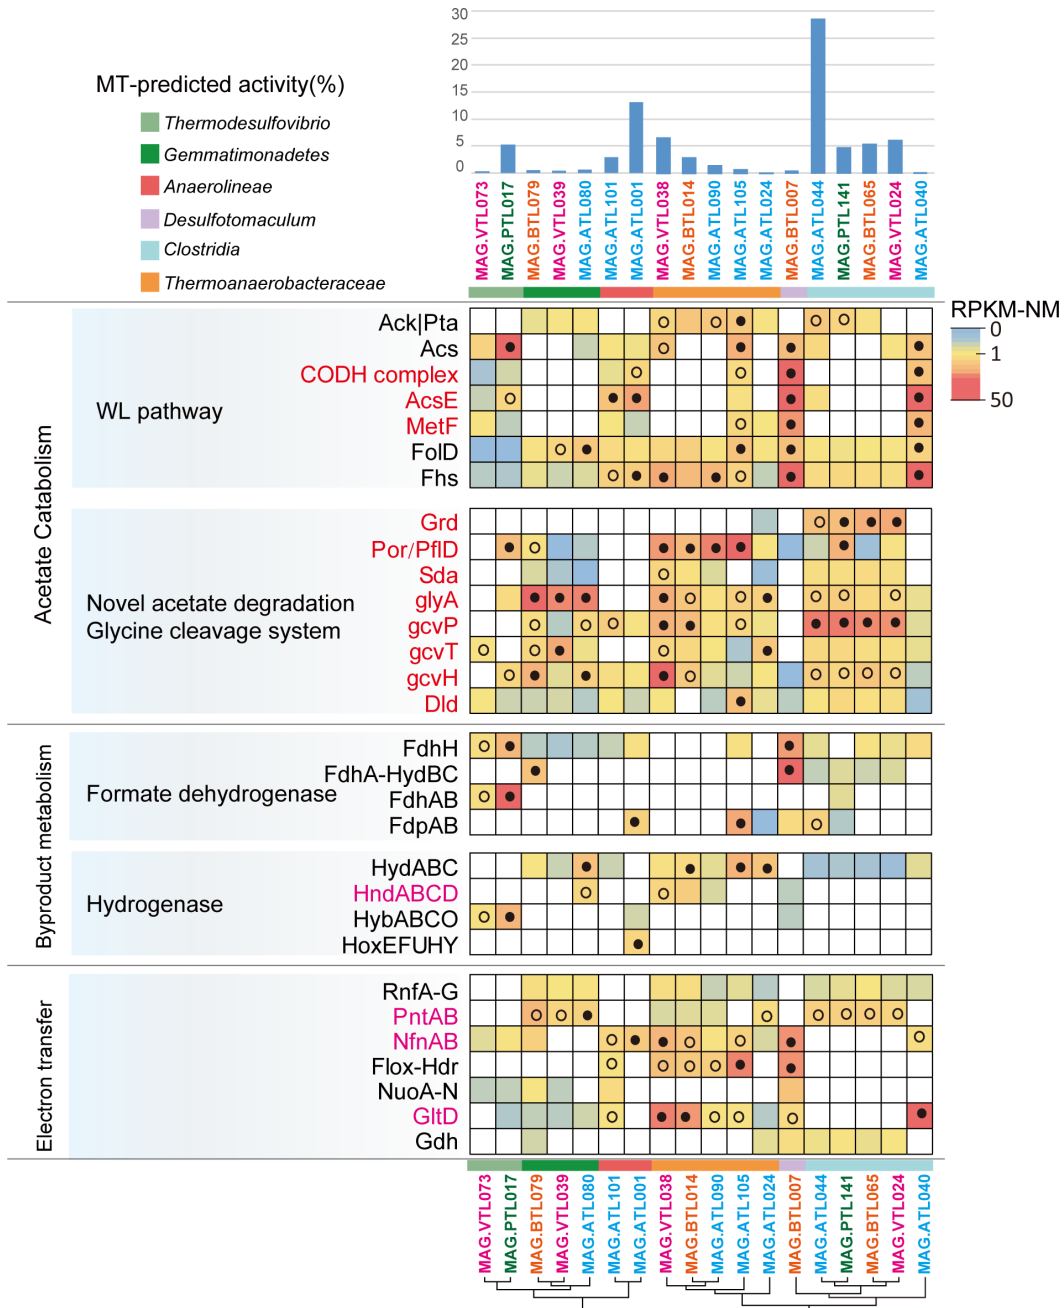 30
25
20
15
10
5
0
MT-predicted activity(%)
Thermodesulfovibrio
Gemmatimonadetes
Anaerolineae
Desulfotomaculum
Clostridia
Thermoanaerobacteraceae
MAG.VTL073
MAG.PTL017
MAG.BTL079
MAG.VTL039
MAG.ATL080
MAG.ATL101
MAG.ATL001
MAG.VTL038
MAG.BTL014
MAG.ATL090
MAG.ATL105
MAG.ATL024
MAG.BTL007
MAG.ATL044
MAG.PTL141
MAG.BTL065
MAG.VTL024
MAG.ATL040
RPKM-NM
0
1
50
Acetate Catabolism
WL pathway
Ack|Pta
Acs
CODH complex
AcsE
MetF
FolD
Fhs
Novel acetate degradation
Glycine cleavage system
Grd
Por/PflD
Sda
glyA
gcvP
gcvT
gcvH
Dld
Byproduct metabolism
Formate dehydrogenase
FdhH
FdhA-HydBC
FdhAB
FdpAB
Hydrogenase
HydABC
HndABCD
HybABCO
HoxEFUHY
Electron transfer
RnfA-G
PntAB
NfnAB
Flox-Hdr
NuoA-N
GltD
Gdh
MAG.VTL073
MAG.PTL017
MAG.BTL079
MAG.VTL039
MAG.ATL080
MAG.ATL101
MAG.ATL001
MAG.VTL038
MAG.BTL014
MAG.ATL090
MAG.ATL105
MAG.ATL024
MAG.BTL007
MAG.ATL044
MAG.PTL141
MAG.BTL065
MAG.VTL024
MAG.ATL040